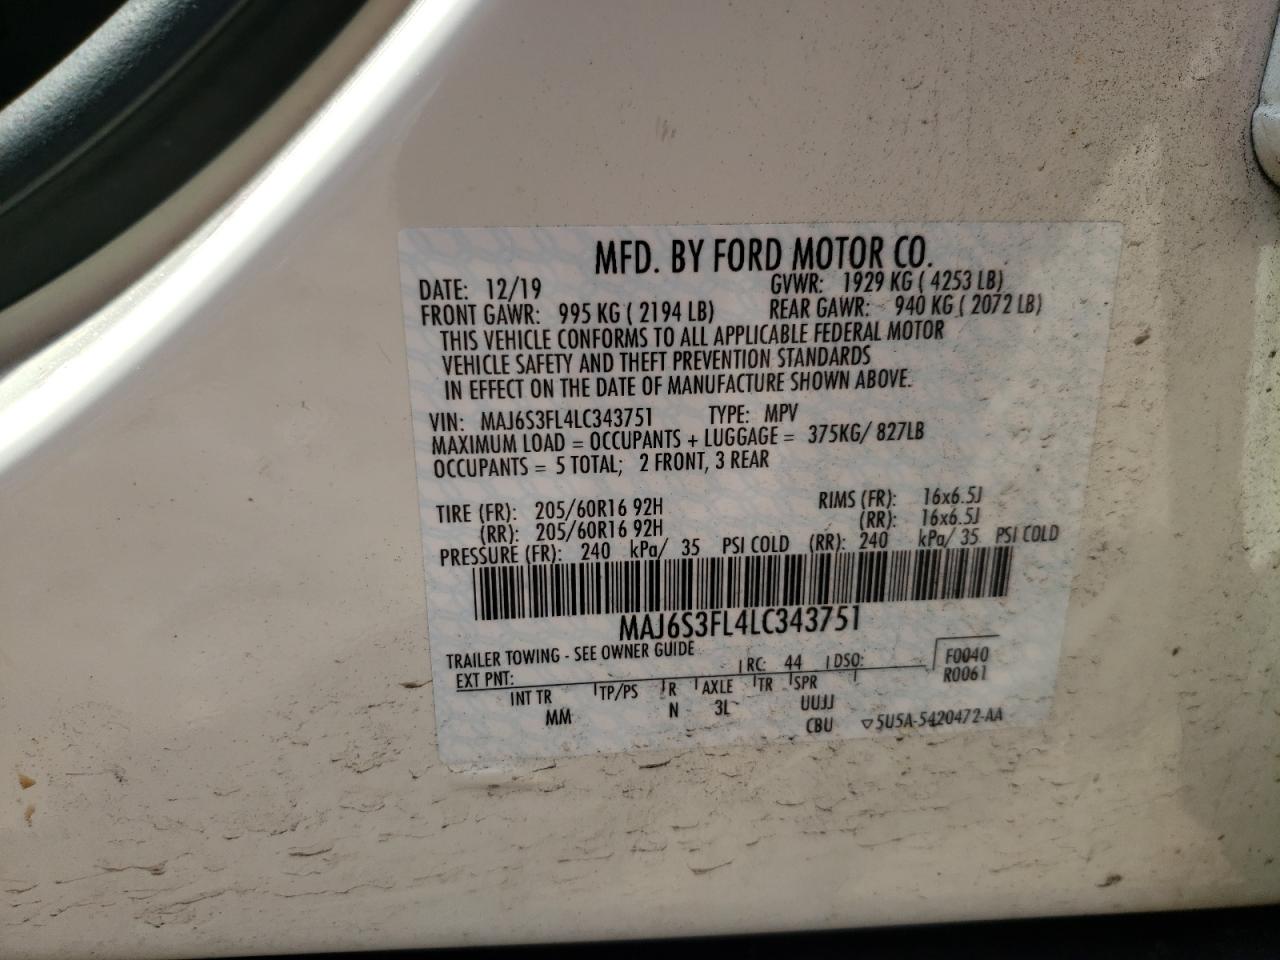 MFD. BY FORD MOTOR CO.
DATE: 12/19 GVWR: 1929 KG ( 4253 LB)
FRONT GAWR: 995 KG ( 2194 LB) REAR GAWR: 940 KG ( 2072 LB)
THIS VEHICLE CONFORMS TO ALL APPLICABLE FEDERAL MOTOR
VEHICLE SAFETY AND THEFT PREVENTION STANDARDS
IN EFFECT ON THE DATE OF MANUFACTURE SHOWN ABOVE.
VIN: MAJ6S3FL4LC343751 TYPE: MPV
MAXIMUM LOAD = OCCUPANTS + LUGGAGE = 375KG/ 827LB
OCCUPANTS = 5 TOTAL; 2 FRONT, 3 REAR
TIRE (FR): 205/60R16 92H RIMS (FR): 16x6.5J
(RR): 205/60R16 92H (RR): 16x6.5J
PRESSURE (FR): 240 kPa/ 35 PSI COLD (RR): 240 kPa/ 35 PSI COLD
MAJ6S3FL4LC343751
TRAILER TOWING - SEE OWNER GUIDE
EXT PNT: RC: 44 DSO: F0040
R0061
INT TR TP/PS R AXLE TR SPR
MM N 3L UUJJ
CBU 5U5A-5420472-AA